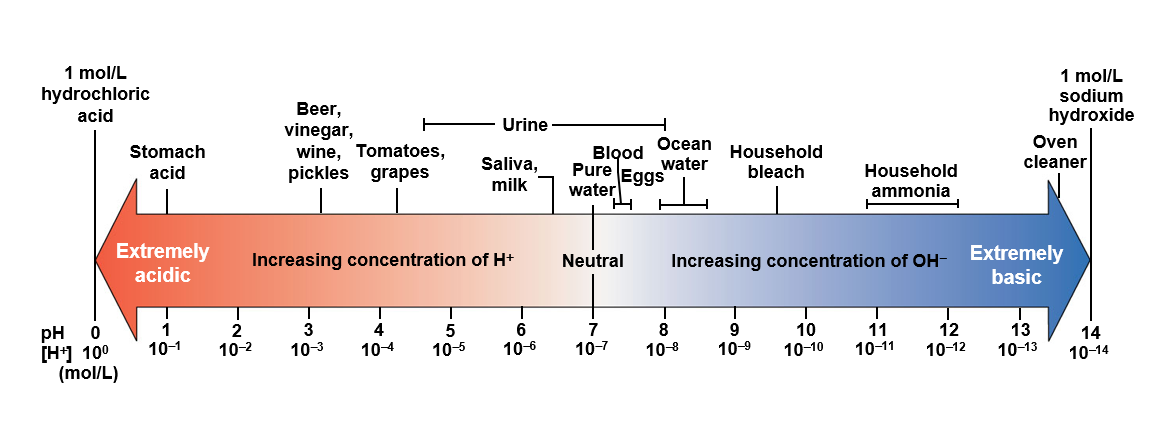 1 mol/L
hydrochloric
acid
Stomach
acid
Beer,
vinegar,
wine,
pickles
Tomatoes,
grapes
Urine
Saliva,
milk
Pure
water
Blood
Eggs
Ocean
water
Household
bleach
Household
ammonia
Oven
cleaner
1 mol/L
sodium
hydroxide
Extremely
acidic
Increasing concentration of H⁺
Neutral
Increasing concentration of OH⁻
Extremely
basic
pH 0 1 2 3 4 5 6 7 8 9 10 11 12 13 14
[H⁺] 10⁰ 10⁻¹ 10⁻² 10⁻³ 10⁻⁴ 10⁻⁵ 10⁻⁶ 10⁻⁷ 10⁻⁸ 10⁻⁹ 10⁻¹⁰ 10⁻¹¹ 10⁻¹² 10⁻¹³ 10⁻¹⁴
(mol/L)